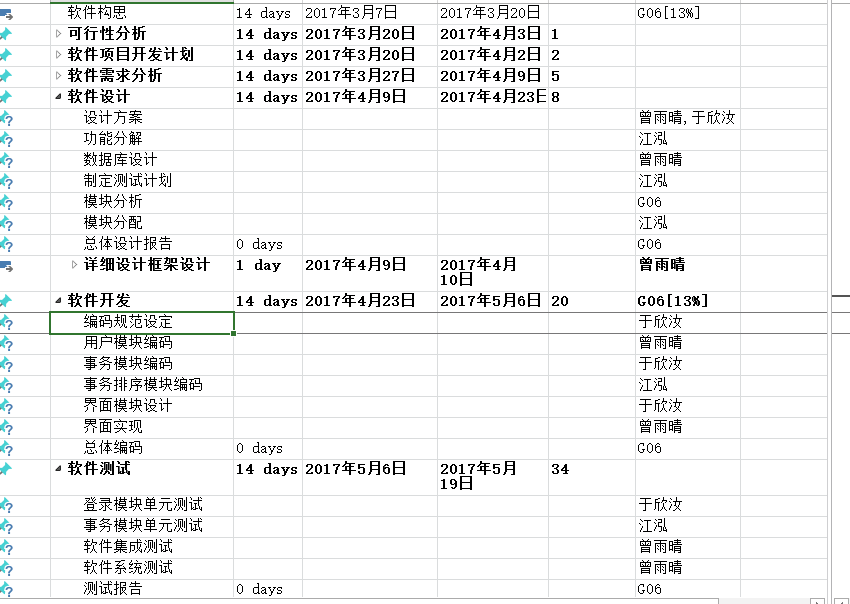 软件构思 14 days 2017年3月7日 2017年3月20日 G06[13%]
可行性分析 14 days 2017年3月20日 2017年4月3日 1
软件项目开发计划 14 days 2017年3月20日 2017年4月2日 2
软件需求分析 14 days 2017年3月27日 2017年4月9日 5
软件设计 14 days 2017年4月9日 2017年4月23日 8
设计方案 曾雨晴,于欣汝
功能分解 江泓
数据库设计 曾雨晴
制定测试计划 江泓
模块分析 G06
模块分配 江泓
总体设计报告 0 days G06
详细设计框架设计 1 day 2017年4月9日 2017年4月 曾雨晴
10日
软件开发 14 days 2017年4月23日 2017年5月6日 20 G06[13%]
编码规范设定 于欣汝
用户模块编码 曾雨晴
事务模块编码 于欣汝
事务排序模块编码 江泓
界面模块设计 于欣汝
界面实现 曾雨晴
总体编码 0 days G06
软件测试 14 days 2017年5月6日 2017年5月 34
19日
登录模块单元测试 于欣汝
事务模块单元测试 江泓
软件集成测试 曾雨晴
软件系统测试 曾雨晴
测试报告 0 days G06